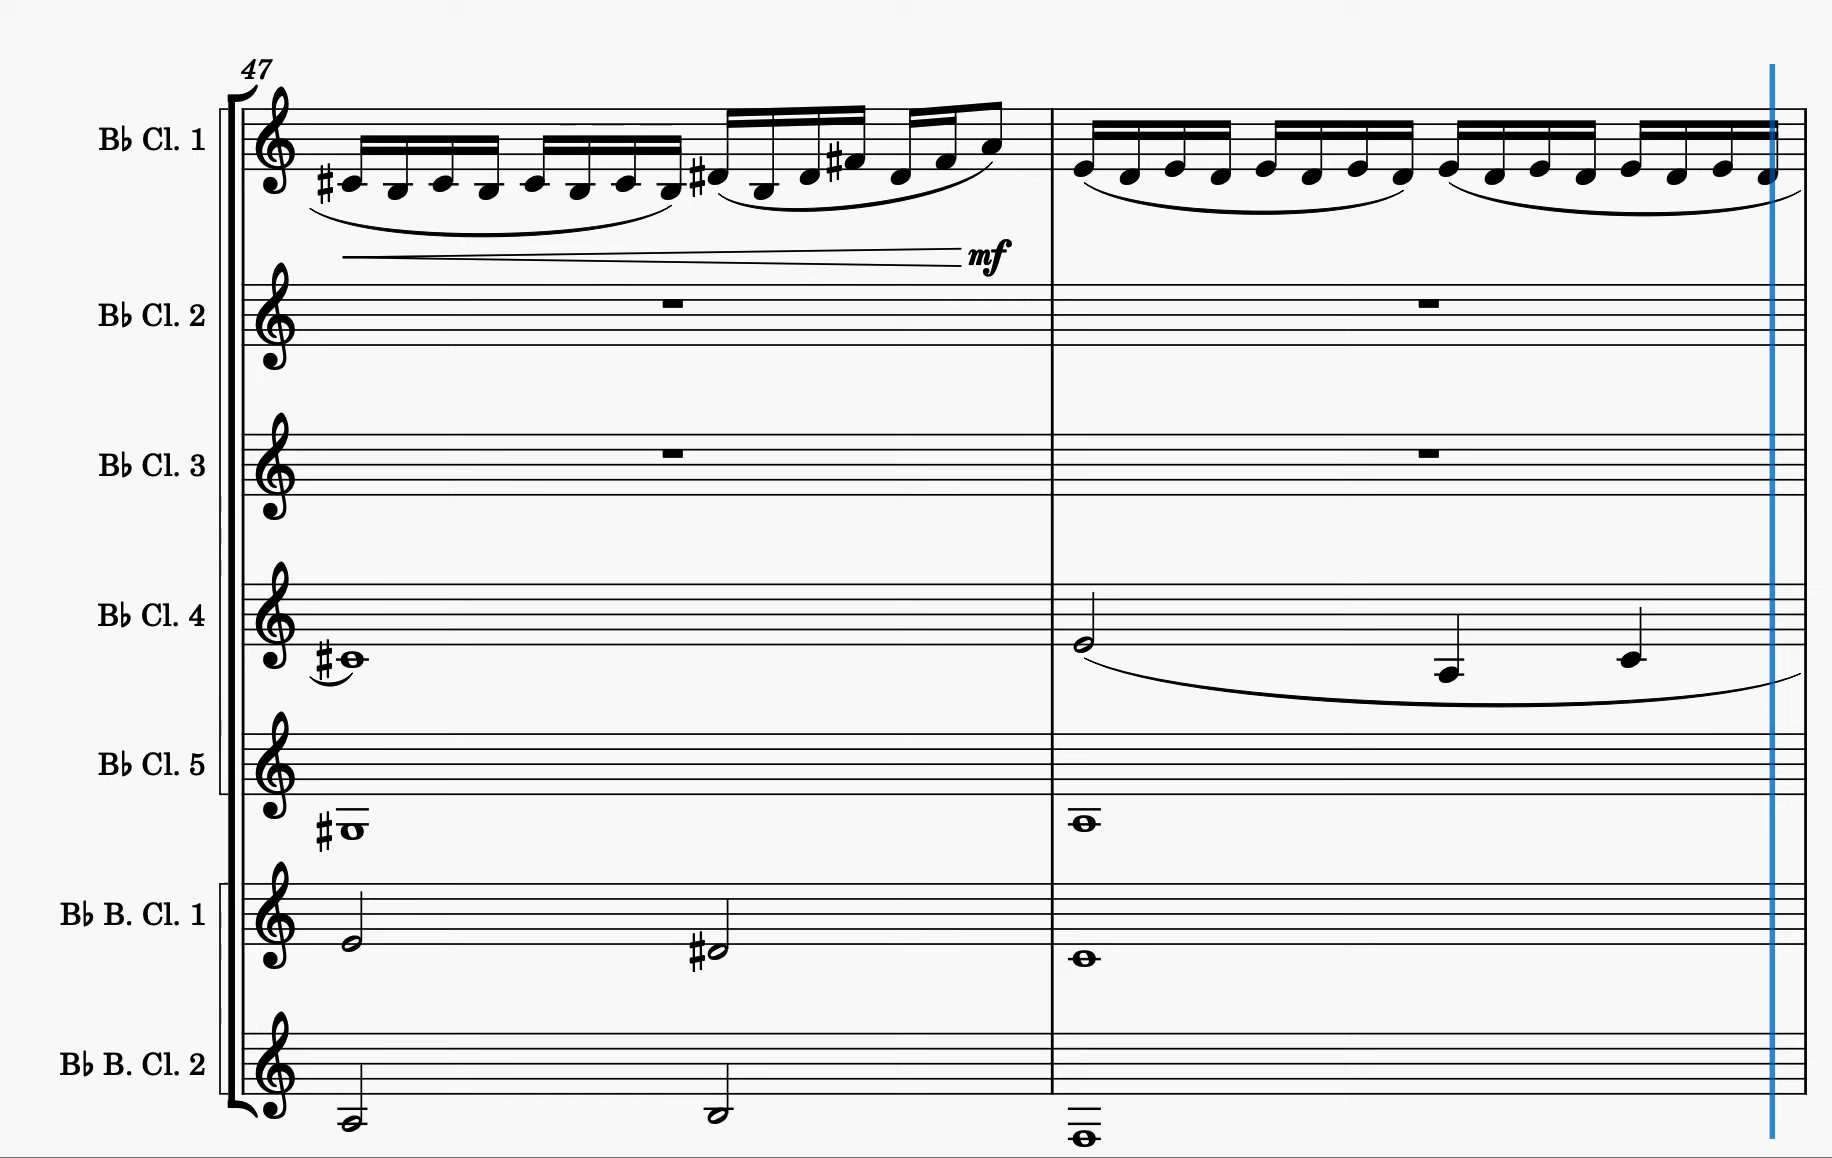 47
B♭ Cl. 1
mf
B♭ Cl. 2
B♭ Cl. 3
B♭ Cl. 4
B♭ Cl. 5
B♭ B. Cl. 1
B♭ B. Cl. 2